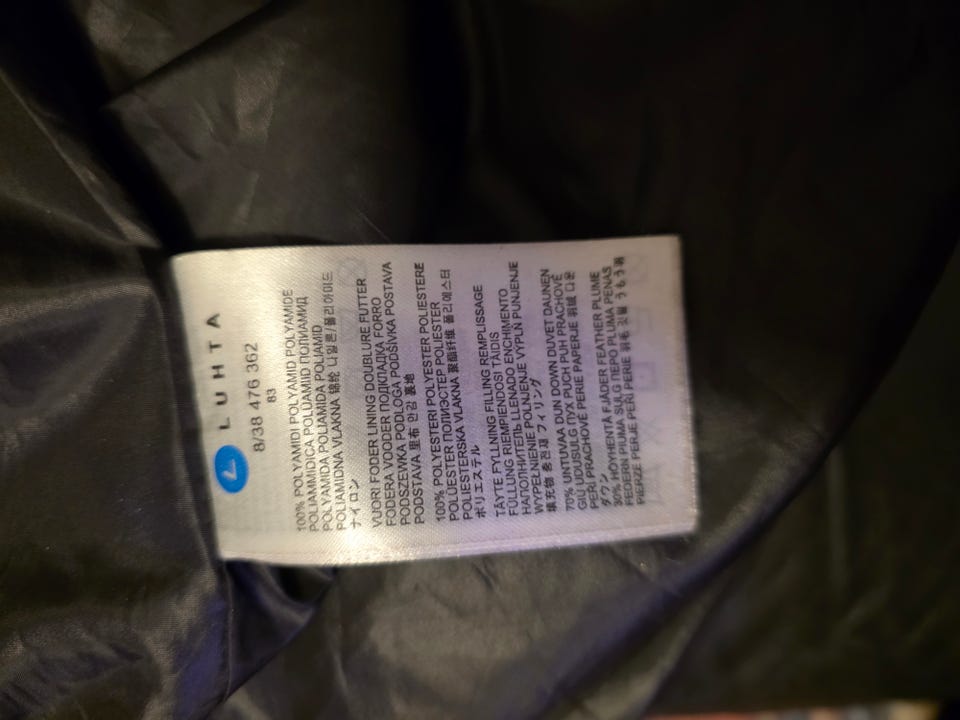 LUHTA
8/38 476 362
83
100% POLYAMIDI POLYAMID POLYAMIDE
POLIAMMIDICA POLÜAMIID ПОЛИАМИД
POLYAMIDA POLIAMIDA POLIAMID
POLIAMIDNA VLAKNA 锦纶 나일론/폴리아미드
ナイロン
VUORI FODER LINING DOUBLURE FUTTER
FODERA VOODER ПОДКЛАДКА FORRO
PODSZEWKA PODLOGA PODŠÍVKA POSTAVA
PODSTAVA 里布 안감 裏地
100% POLYESTERI POLYESTER POLIESTERE
POLÜESTER ПОЛИЭСТЕР POLIESTER
POLIESTERSKA VLAKNA 聚酯纤维 폴리에스터
ポリエステル
TÄYTE FYLLNING FILLING REMPLISSAGE
FÜLLUNG RIEMPIMENDOSI TÄIDIS
НАПОЛНИТЕЛЬ LLENADO ENCHIMENTO
WYPEŁNIENIE POLNJENJE VÝPLŇ PUNJENJE
填充物 충전재 フィリング
70% UNTUVAA DUN DOWN DUVET DAUNEN
GIÙ UDUSULG ПУХ PUCH PUH PRACHOVÉ
PERI PRACHOVÉ PERIE PAPERJE 羽绒 다운
ダウン
30% HÖYHENTÄ FJÄDER FEATHER PLUME
FEDERN PIUMA SULG ПЕРО PLUMA PENAS
PIERZE PERJE PERI PERIE 羽毛 깃털 うもう羽